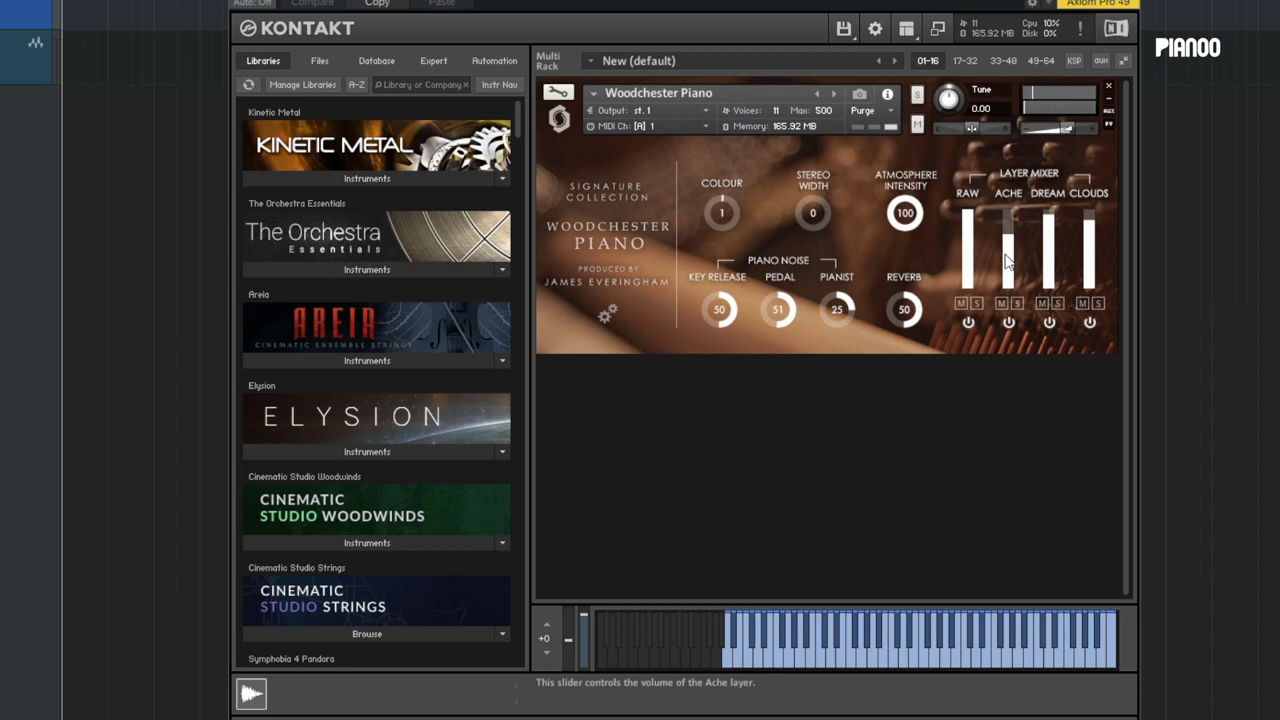 Auto: Off
Compare
Copy
Paste
Axiom Pro 49
KONTAKT
11
165.92 MB
Cpu 10%
Disk 0%
!
PIANOO
Libraries
Files
Database
Expert
Automation
Manage Libraries
A-Z
Library or Company
Instr Nav
Multi
Rack
New (default)
01-16
17-32
33-48
49-64
KSP
aux
Kinetic Metal
KINETIC METAL
Instruments
The Orchestra Essentials
The Orchestra
Essentials
Instruments
Areia
AREIA
CINEMATIC ENSEMBLE STRINGS
Instruments
Elysion
ELYSION
Instruments
Cinematic Studio Woodwinds
CINEMATIC
STUDIO WOODWINDS
Instruments
Cinematic Studio Strings
CINEMATIC
STUDIO STRINGS
Browse
Symphobia 4 Pandora
Woodchester Piano
Output: st.1
Voices: 11
Max: 500
Purge
MIDI Ch: [A] 1
Memory: 165.92 MB
S
M
Tune
0.00
AUX
PV
SIGNATURE
COLLECTION
WOODCHESTER
PIANO
PRODUCED BY
JAMES EVERINGHAM
COLOUR
1
STEREO
WIDTH
0
ATMOSPHERE
INTENSITY
100
PIANO NOISE
KEY RELEASE
50
PEDAL
51
PIANIST
25
REVERB
50
LAYER MIXER
RAW
ACHE
DREAM
CLOUDS
M S
M S
M S
M S
+0
This slider controls the volume of the Ache layer.